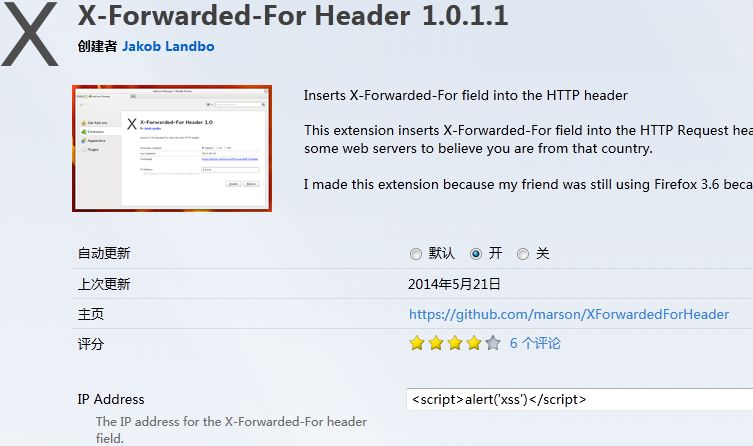 X
X-Forwarded-For Header 1.0.1.1
创建者 Jakob Landbo
Inserts X-Forwarded-For field into the HTTP header
This extension inserts X-Forwarded-For field into the HTTP Request hea
some web servers to believe you are from that country.
I made this extension because my friend was still using Firefox 3.6 beca
X-Forwarded-For Header 1.0
自动更新 默认 开 关
上次更新 2014年5月21日
主页 https://github.com/marson/XForwardedForHeader
评分 6 个评论
IP Address <script>alert('xss')</script>
The IP address for the X-Forwarded-For header
field.